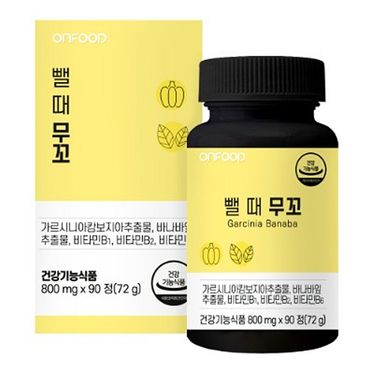 ONFOOD
뺄 때
무꼬
가르시니아캄보지아추출물, 바나바잎
추출물, 비타민B1, 비타민B2, 비타민
건강기능식품
800 mg x 90 정(72 g)
건강
기능식품
ONFOOD
건강
기능식품
뺄 때 무꼬
Garcinia Banaba
가르시니아캄보지아추출물, 바나바잎
추출물, 비타민B1, 비타민B2, 비타민B6
건강기능식품 800 mg x 90 정(72 g)